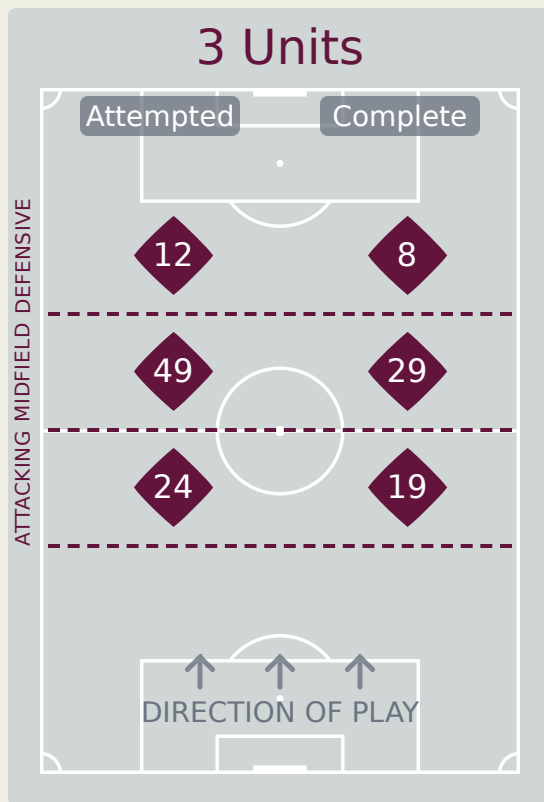 3 Units
Attempted
Complete
ATTACKING MIDFIELD DEFENSIVE
12
8
49
29
24
19
DIRECTION OF PLAY